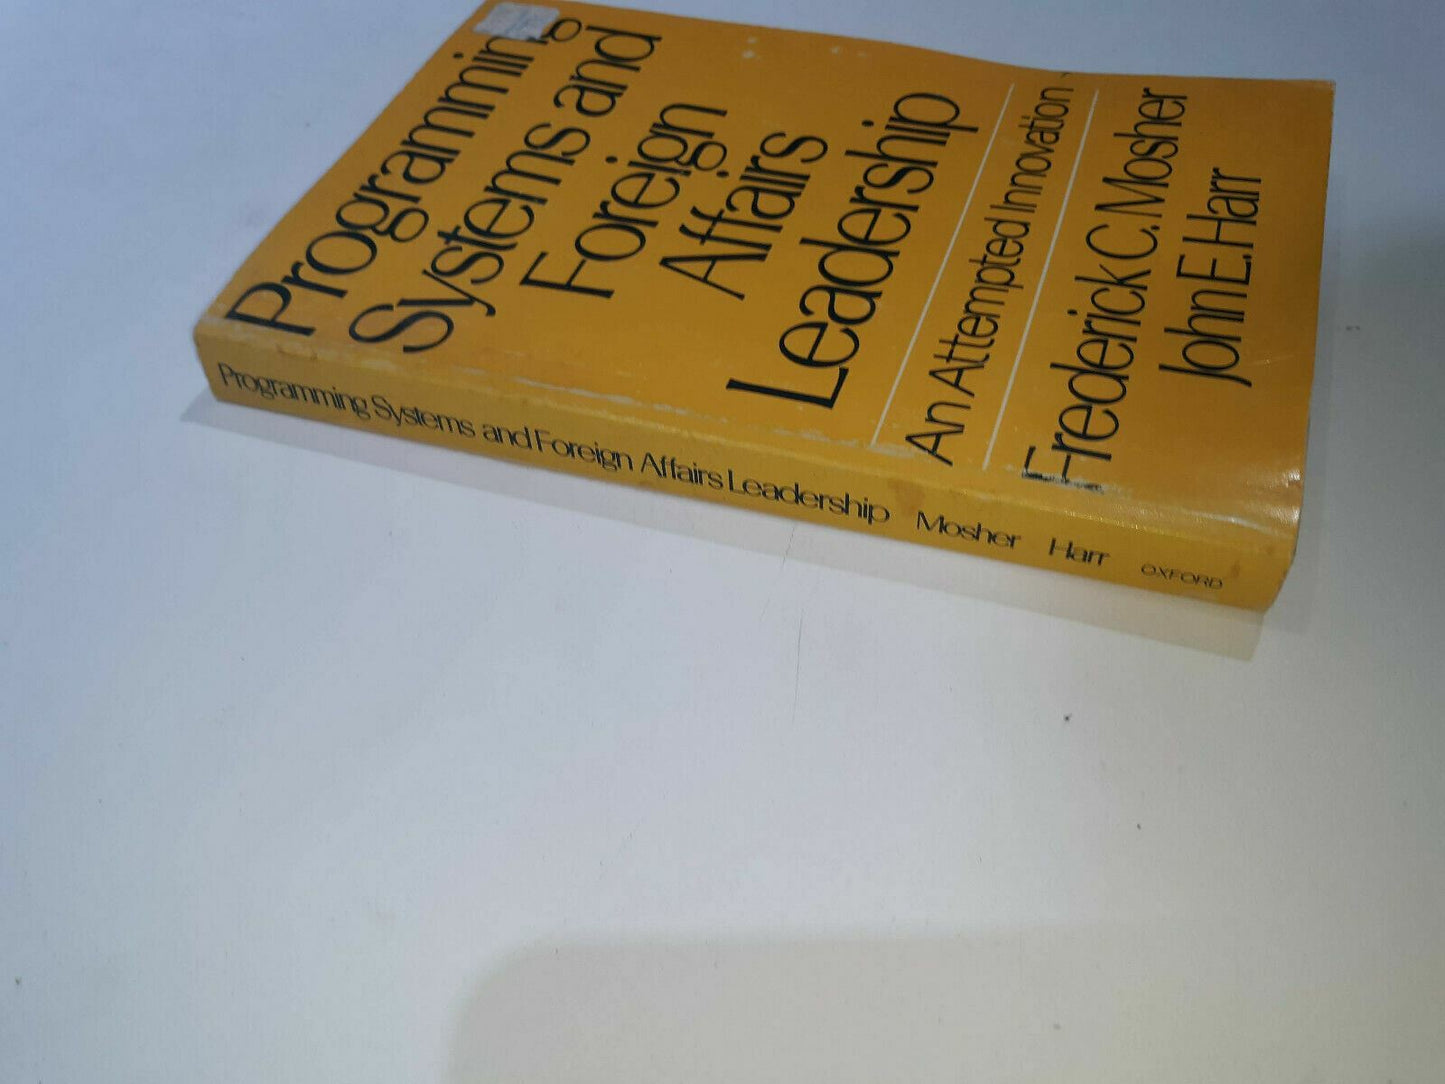 Programming
Systems and
Foreign
Affairs
Leadership
An Attempted Innovation
Frederick C. Mosher
John E. Harr
Programming Systems and Foreign Affairs Leadership Mosher Harr OXFORD